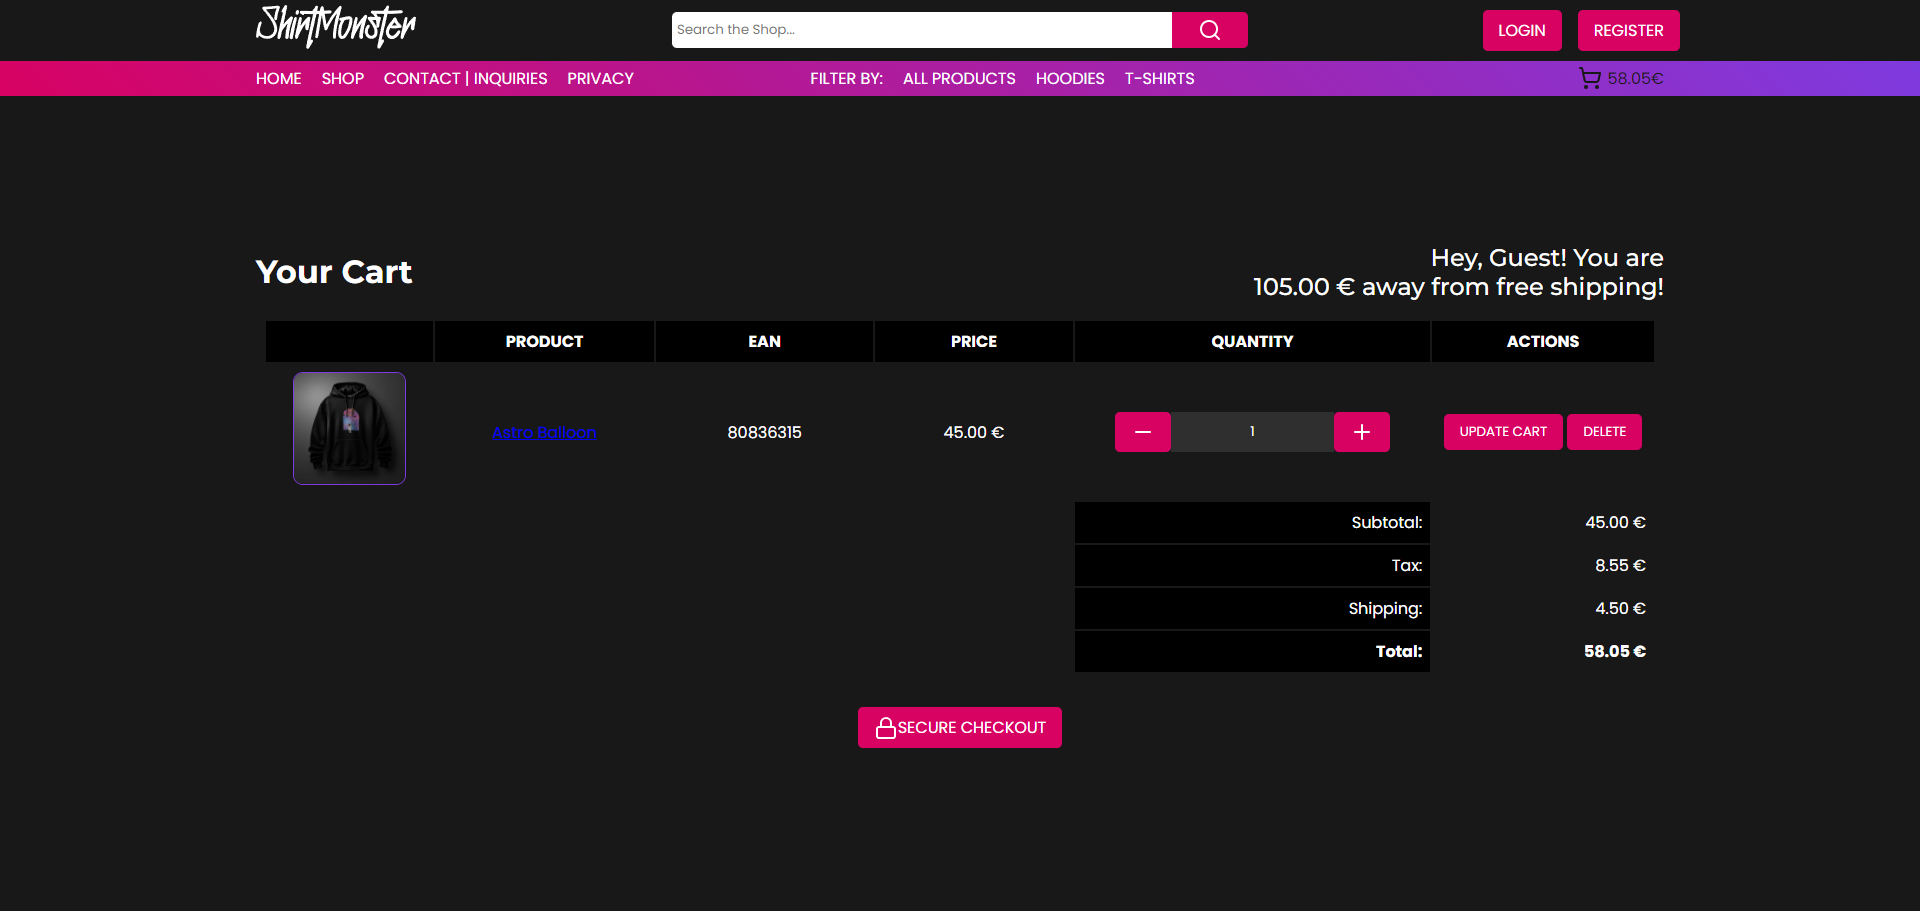 ShirtMonster
Search the Shop...
LOGIN
REGISTER
HOME SHOP CONTACT | INQUIRIES PRIVACY
FILTER BY: ALL PRODUCTS HOODIES T-SHIRTS
58.05€
Your Cart
Hey, Guest! You are
105.00 € away from free shipping!
PRODUCT EAN PRICE QUANTITY ACTIONS
Astro Balloon 80836315 45.00 € 1 UPDATE CART DELETE
Subtotal: 45.00 €
Tax: 8.55 €
Shipping: 4.50 €
Total: 58.05 €
SECURE CHECKOUT